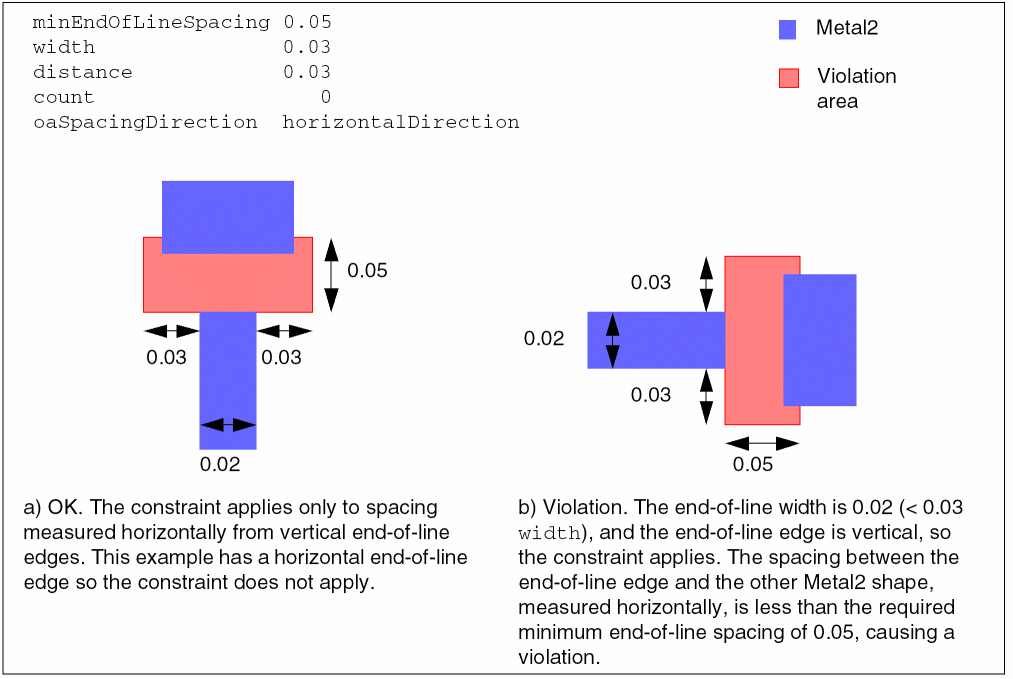 minEndOfLineSpacing 0.05
width 0.03
distance 0.03
count 0
oaSpacingDirection horizontalDirection
Metal2
Violation
area
0.05
0.03 0.03
0.02
0.03
0.02
0.03
0.05
a) OK. The constraint applies only to spacing
measured horizontally from vertical end-of-line
edges. This example has a horizontal end-of-line
edge so the constraint does not apply.
b) Violation. The end-of-line width is 0.02 (< 0.03
width), and the end-of-line edge is vertical, so
the constraint applies. The spacing between the
end-of-line edge and the other Metal2 shape,
measured horizontally, is less than the required
minimum end-of-line spacing of 0.05, causing a
violation.